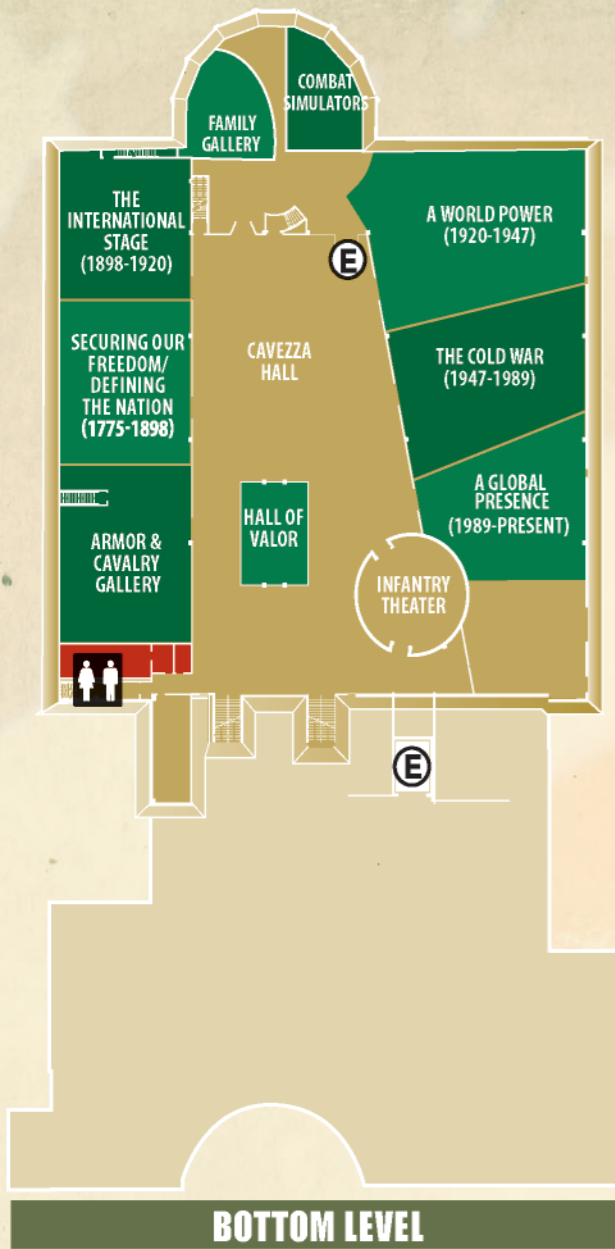 COMBAT
SIMULATORS
FAMILY
GALLERY
THE
INTERNATIONAL
STAGE
(1898-1920)
A WORLD POWER
(1920-1947)
E
SECURING OUR
FREEDOM/
DEFINING
THE NATION
(1775-1898)
CAVEZZA
HALL
THE COLD WAR
(1947-1989)
A GLOBAL
PRESENCE
(1989-PRESENT)
HALL OF
VALOR
ARMOR &
CAVALRY
GALLERY
INFANTRY
THEATER
E
BOTTOM LEVEL